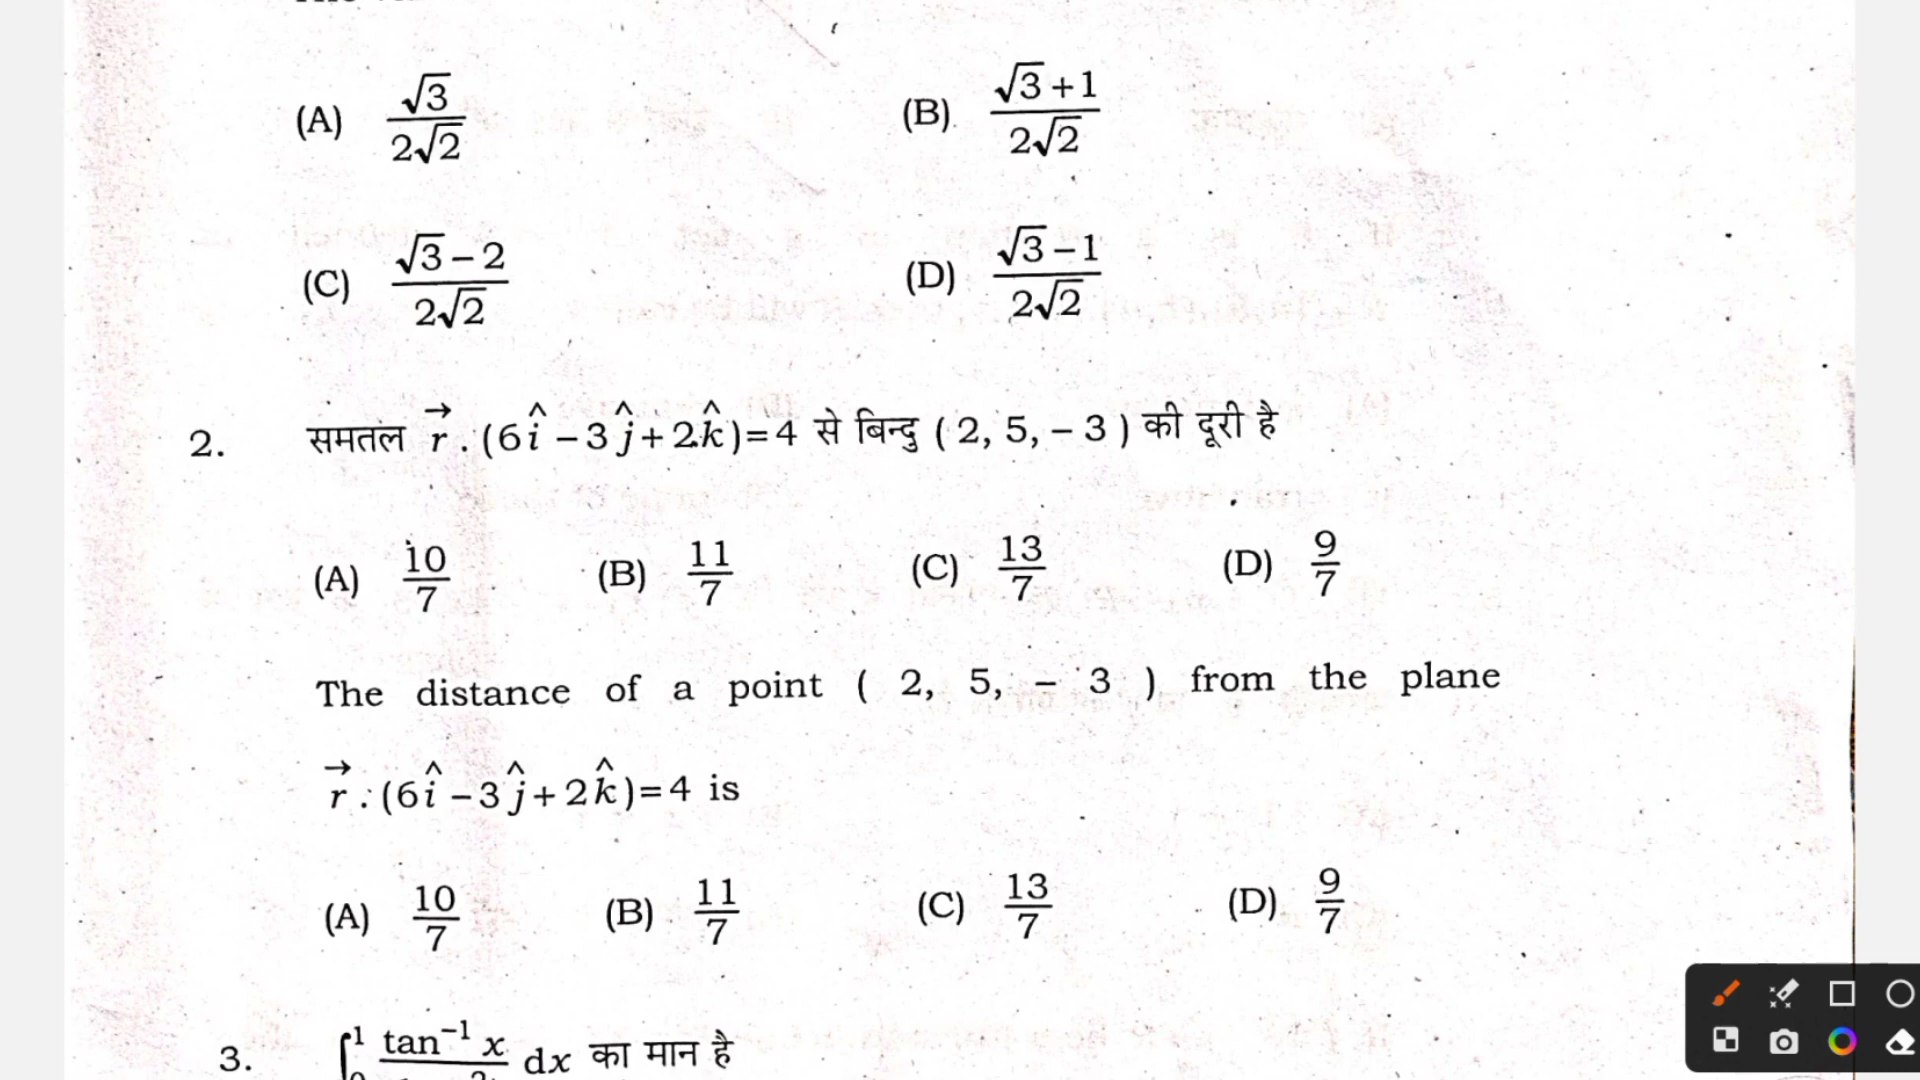 (A) √3/2√2 (B) √3+1/2√2
(C) √3–2/2√2 (D) √3–1/2√2
2. समतल r⃗ . (6î – 3ĵ + 2k̂) = 4 से बिन्दु ( 2, 5, – 3 ) की दूरी है
(A) 10/7 (B) 11/7 (C) 13/7 (D) 9/7
The distance of a point ( 2, 5, – 3 ) from the plane
r⃗ . (6î – 3ĵ + 2k̂) = 4 is
(A) 10/7 (B) 11/7 (C) 13/7 (D) 9/7
3. ∫₀¹ tan⁻¹ x dx का मान है